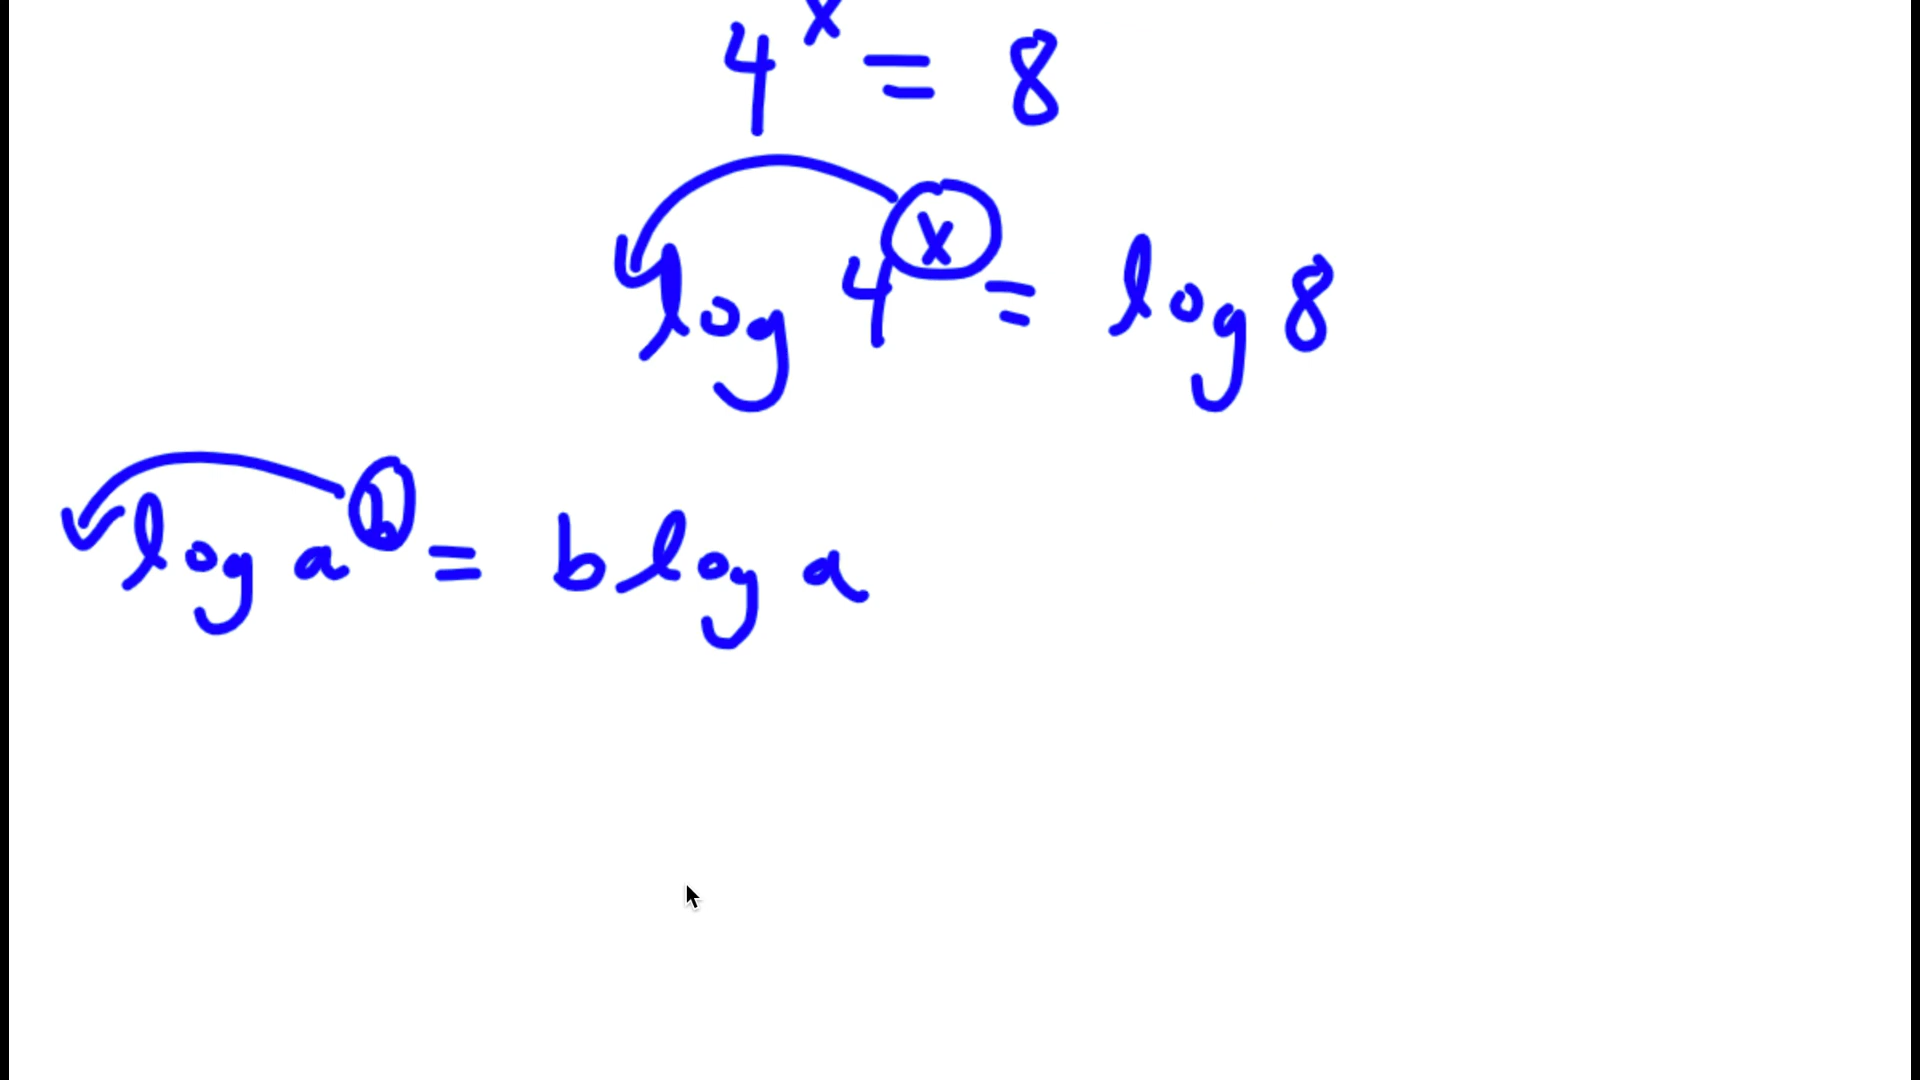 4^x = 8
log 4^x = log 8
log a^b = b log a